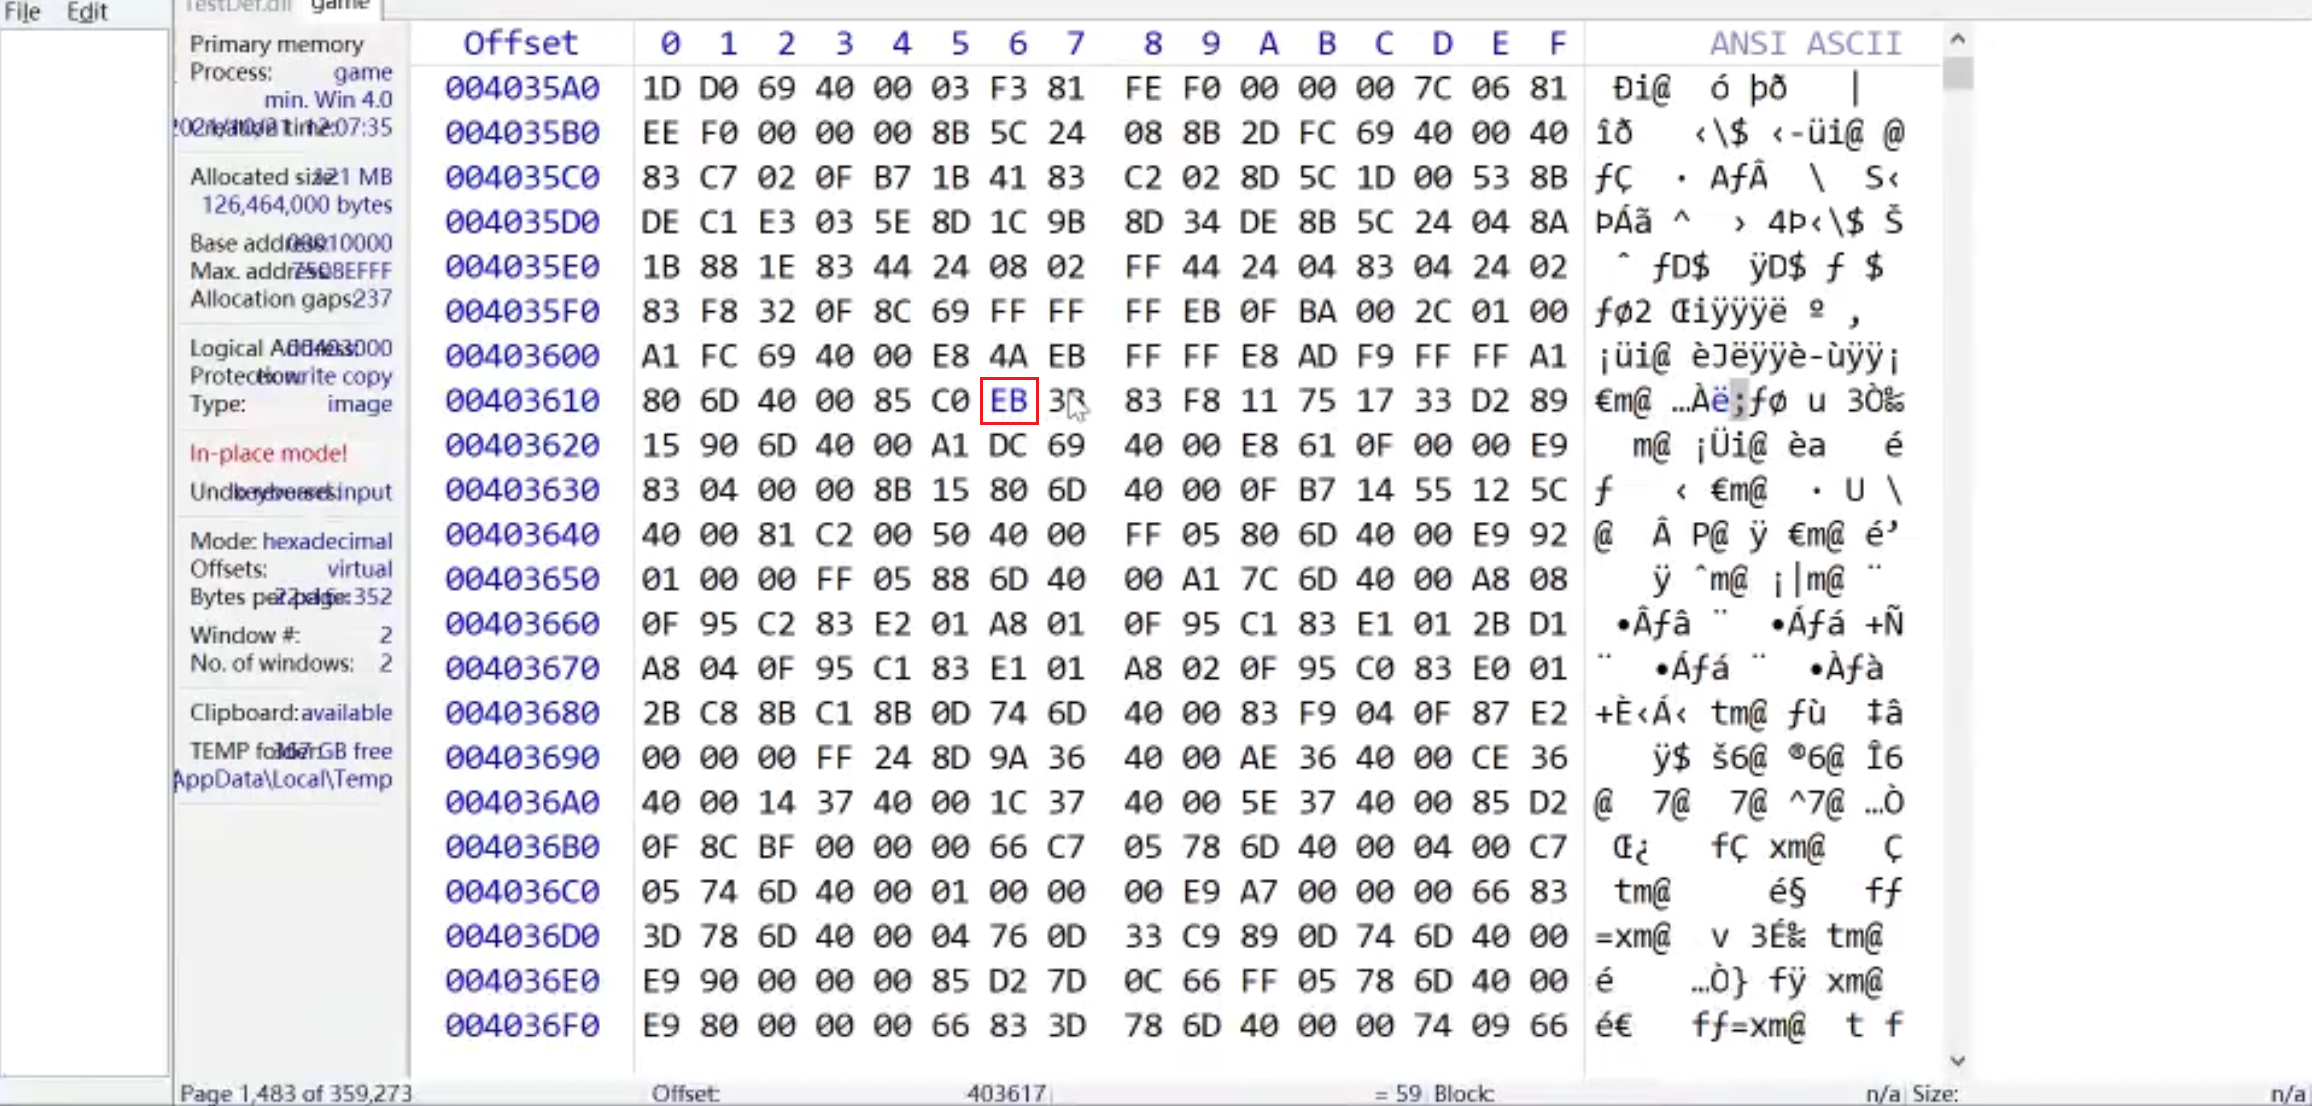 File Edit
TestDef.dll game
Primary memory
Process: game
min. Win 4.0
Allocated size: 121 MB
126,464,000 bytes
Base address: 00010000
Max. address: 7508EFFF
Allocation gaps: 237
Logical Address: 00403000
Protection: write copy
Type: image
In-place mode!
Undo keyboard input
Mode: hexadecimal
Offsets: virtual
Bytes per page: 22x16=352
Window #: 2
No. of windows: 2
Clipboard: available
TEMP folder: GB free
AppData\Local\Temp
Offset 0 1 2 3 4 5 6 7 8 9 A B C D E F ANSI ASCII
004035A0 1D D0 69 40 00 03 F3 81 FE F0 00 00 00 7C 06 81 Ði@ ó þð |
004035B0 EE F0 00 00 00 8B 5C 24 08 8B 2D FC 69 40 00 40 îð ‹\$ ‹-üi@ @
004035C0 83 C7 02 0F B7 1B 41 83 C2 02 8D 5C 1D 00 53 8B ƒÇ · AƒÂ \ S‹
004035D0 DE C1 E3 03 5E 8D 1C 9B 8D 34 DE 8B 5C 24 04 8A ÞÁã ^ › 4Þ‹\$ Š
004035E0 1B 88 1E 83 44 24 08 02 FF 44 24 04 83 04 24 02 ˆ ƒD$ ÿD$ ƒ $
004035F0 83 F8 32 0F 8C 69 FF FF FF EB 0F BA 00 2C 01 00 ƒø2 Œiÿÿÿë º ,
00403600 A1 FC 69 40 00 E8 4A EB FF FF E8 AD F9 FF FF A1 ¡üi@ èJëÿÿè-ùÿÿ¡
00403610 80 6D 40 00 85 C0 EB 3B 83 F8 11 75 17 33 D2 89 €m@ …Àë;ƒø u 3Ò‰
00403620 15 90 6D 40 00 A1 DC 69 40 00 E8 61 0F 00 00 E9 m@ ¡Üi@ èa é
00403630 83 04 00 00 8B 15 80 6D 40 00 0F B7 14 55 12 5C ƒ ‹ €m@ · U \
00403640 40 00 81 C2 00 50 40 00 FF 05 80 6D 40 00 E9 92 @ Â P@ ÿ €m@ é’
00403650 01 00 00 FF 05 88 6D 40 00 A1 7C 6D 40 00 A8 08 ÿ ˆm@ ¡|m@ ¨
00403660 0F 95 C2 83 E2 01 A8 01 0F 95 C1 83 E1 01 2B D1 •Âƒâ ¨ •Áƒá +Ñ
00403670 A8 04 0F 95 C1 83 E1 01 A8 02 0F 95 C0 83 E0 01 ¨ •Áƒá ¨ •Àƒà
00403680 2B C8 8B C1 8B 0D 74 6D 40 00 83 F9 04 0F 87 E2 +È‹Á‹ tm@ ƒù ‡â
00403690 00 00 00 FF 24 8D 9A 36 40 00 AE 36 40 00 CE 36 ÿ$ š6@ ®6@ Î6
004036A0 40 00 14 37 40 00 1C 37 40 00 5E 37 40 00 85 D2 @ 7@ 7@ ^7@ …Ò
004036B0 0F 8C BF 00 00 00 66 C7 05 78 6D 40 00 04 00 C7 Œ¿ fÇ xm@ Ç
004036C0 05 74 6D 40 00 01 00 00 00 E9 A7 00 00 00 66 83 tm@ é§ fƒ
004036D0 3D 78 6D 40 00 04 76 0D 33 C9 89 0D 74 6D 40 00 =xm@ v 3É‰ tm@
004036E0 E9 90 00 00 00 85 D2 7D 0C 66 FF 05 78 6D 40 00 é …Ò} fÿ xm@
004036F0 E9 80 00 00 00 66 83 3D 78 6D 40 00 00 74 09 66 é€ fƒ=xm@ t f
Page 1,483 of 359,273 Offset: 403617 = 59 Block: n/a Size: n/a